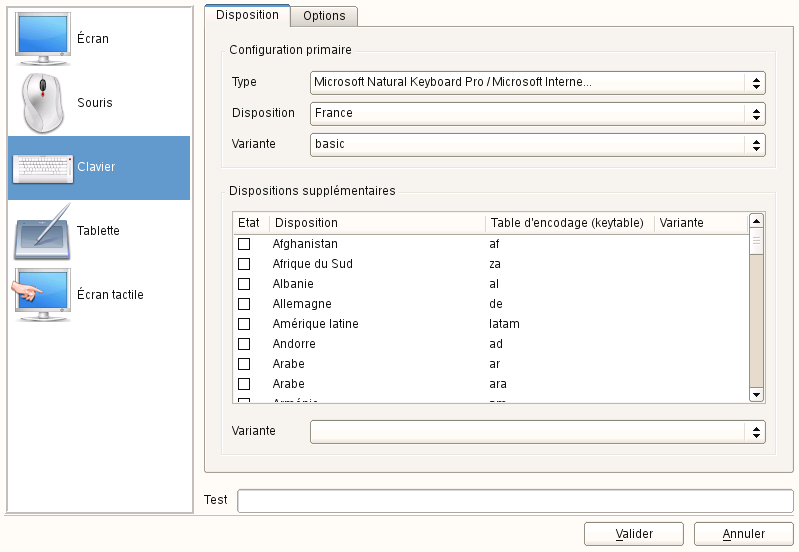 Écran
Souris
Clavier
Tablette
Écran tactile
Disposition Options
Configuration primaire
Type Microsoft Natural Keyboard Pro / Microsoft Interne...
Disposition France
Variante basic
Dispositions supplémentaires
Etat Disposition Table d'encodage (keytable) Variante
Afghanistan af
Afrique du Sud za
Albanie al
Allemagne de
Amérique latine latam
Andorre ad
Arabe ar
Arabe ara
Variante
Test
Valider Annuler